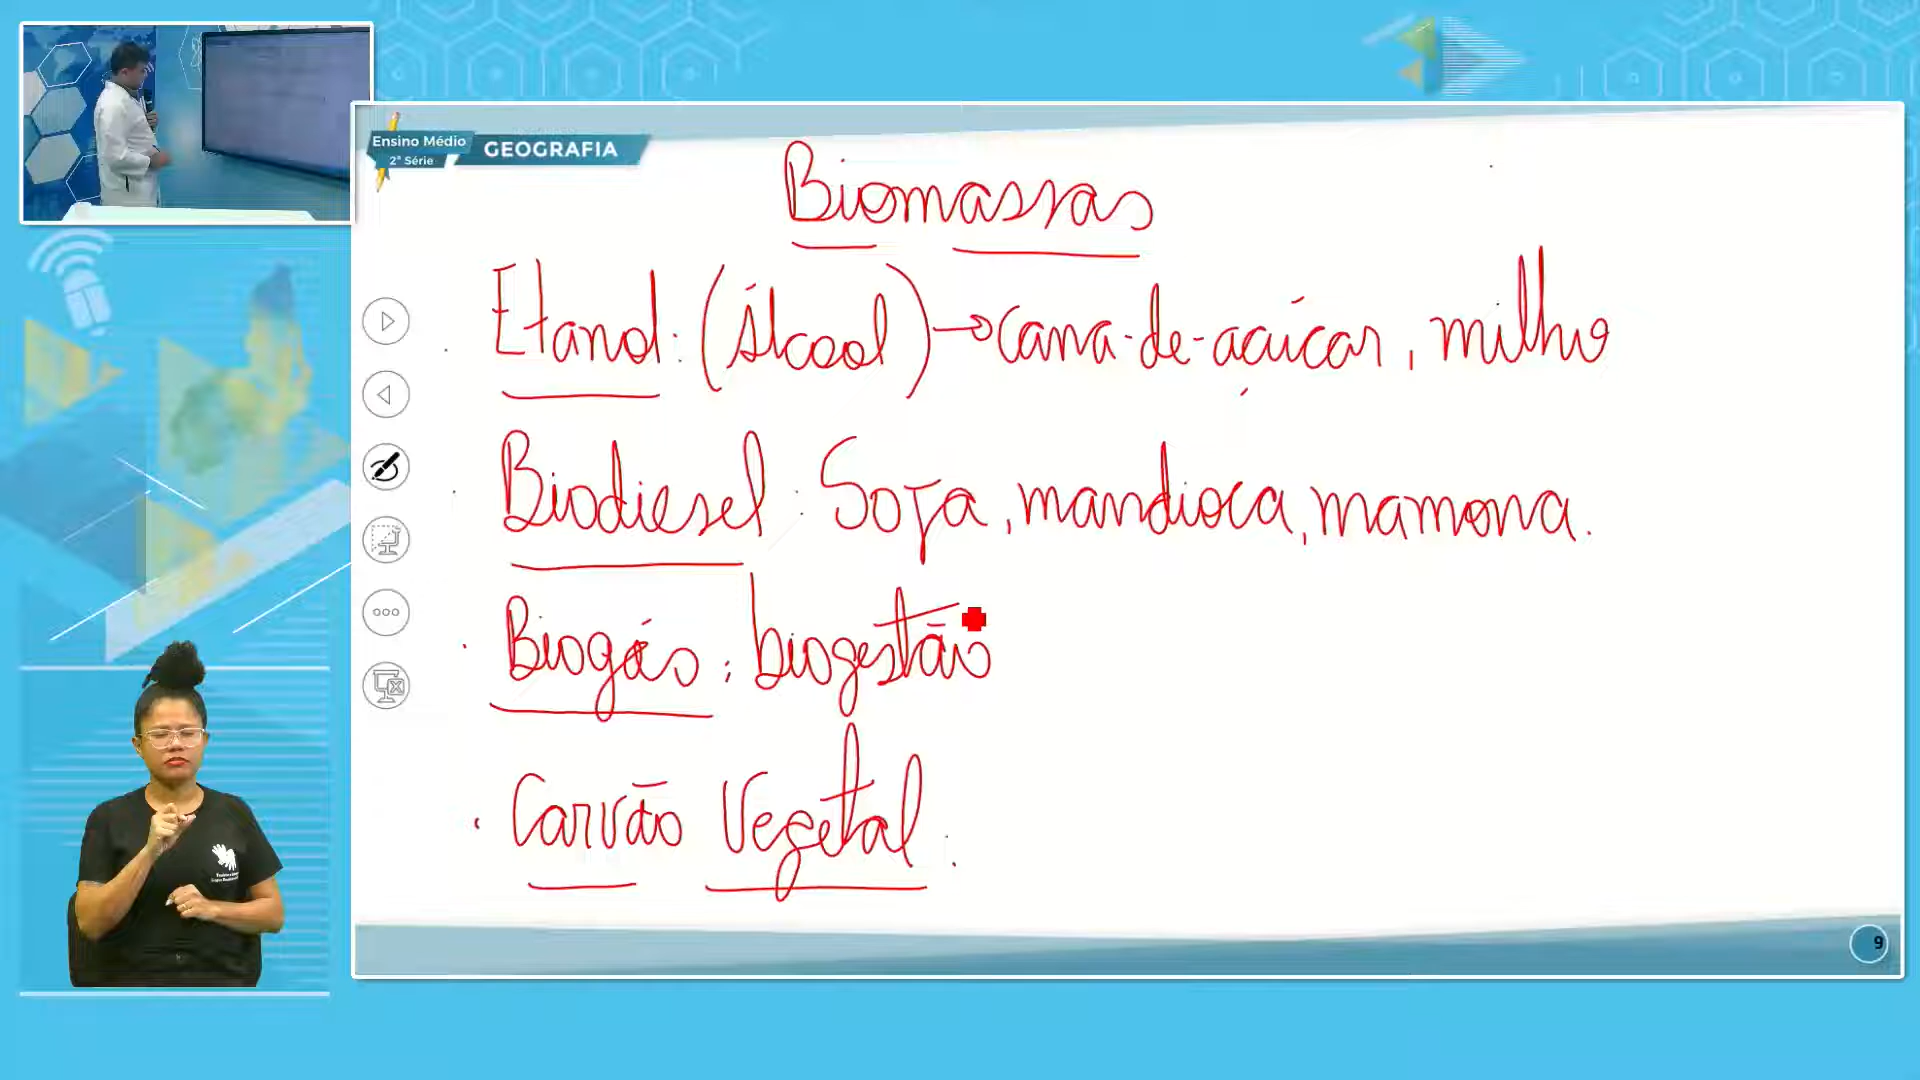 Ensino Médio
2ª Série
GEOGRAFIA
Biomassas
Etanol: (Álcool) → cana-de-açúcar, milho
Biodiesel: Soja, mandioca, mamona.
Biogás: biogestão
Carvão Vegetal.
9